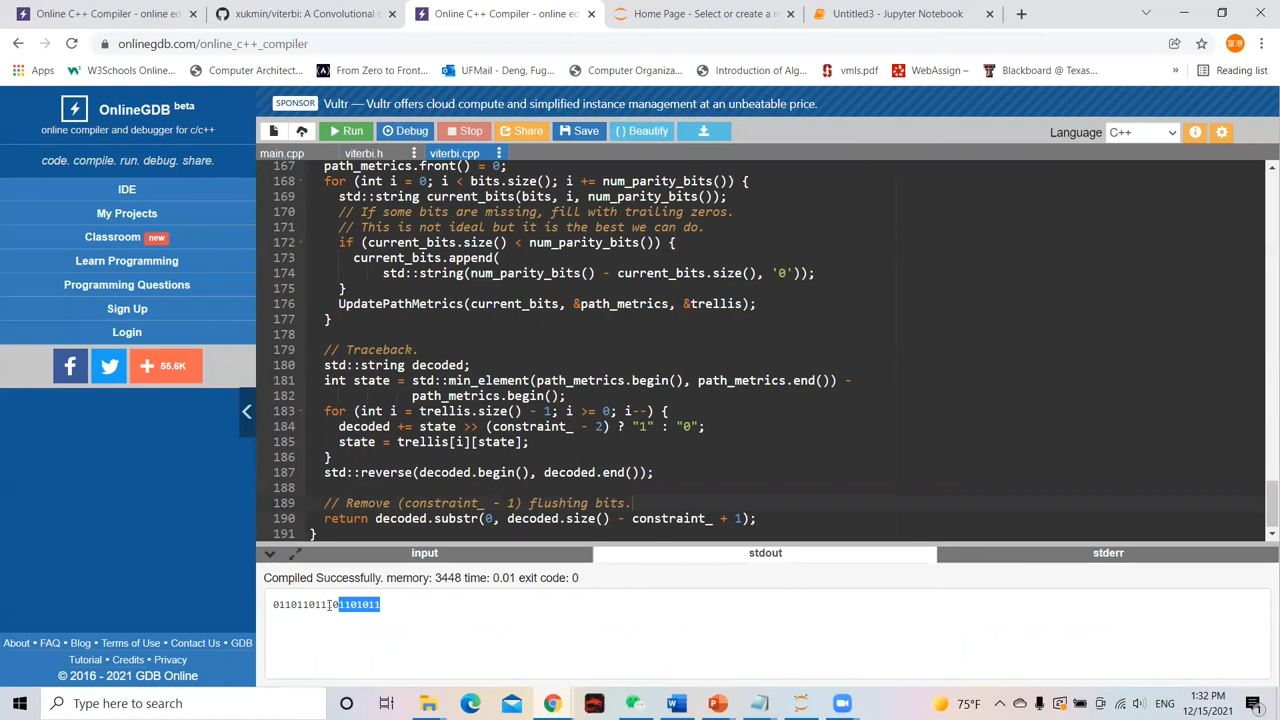 Online C++ Compiler - online ed
xukmin/viterbi: A Convolutional
Online C++ Compiler - online ed
Home Page - Select or create a n
Untitled3 - Jupyter Notebook
onlinegdb.com/online_c++_compiler
Apps
W3Schools Online...
Computer Architect...
From Zero to Front...
UFMail - Deng, Fug...
Computer Organiza...
Introduction of Alg...
vmls.pdf
WebAssign –
Blackboard @ Texas...
»
Reading list
OnlineGDB beta
online compiler and debugger for c/c++
code. compile. run. debug. share.
IDE
My Projects
Classroom new
Learn Programming
Programming Questions
Sign Up
Login
55.6K
About • FAQ • Blog • Terms of Use • Contact Us • GDB
Tutorial • Credits • Privacy
© 2016 - 2021 GDB Online
SPONSOR Vultr — Vultr offers cloud compute and simplified instance management at an unbeatable price.
Run
Debug
Stop
Share
Save
{ } Beautify
Language C++
main.cpp
viterbi.h
viterbi.cpp
167 path_metrics.front() = 0;
168 for (int i = 0; i < bits.size(); i += num_parity_bits()) {
169 std::string current_bits(bits, i, num_parity_bits());
170 // If some bits are missing, fill with trailing zeros.
171 // This is not ideal but it is the best we can do.
172 if (current_bits.size() < num_parity_bits()) {
173 current_bits.append(
174 std::string(num_parity_bits() - current_bits.size(), '0'));
175 }
176 UpdatePathMetrics(current_bits, &path_metrics, &trellis);
177 }
178
179 // Traceback.
180 std::string decoded;
181 int state = std::min_element(path_metrics.begin(), path_metrics.end()) -
182 path_metrics.begin();
183 for (int i = trellis.size() - 1; i >= 0; i--) {
184 decoded += state >> (constraint_ - 2) ? "1" : "0";
185 state = trellis[i][state];
186 }
187 std::reverse(decoded.begin(), decoded.end());
188
189 // Remove (constraint_ - 1) flushing bits.
190 return decoded.substr(0, decoded.size() - constraint_ + 1);
191 }
input
stdout
stderr
Compiled Successfully. memory: 3448 time: 0.01 exit code: 0
Type here to search
75°F
ENG
1:32 PM
12/15/2021